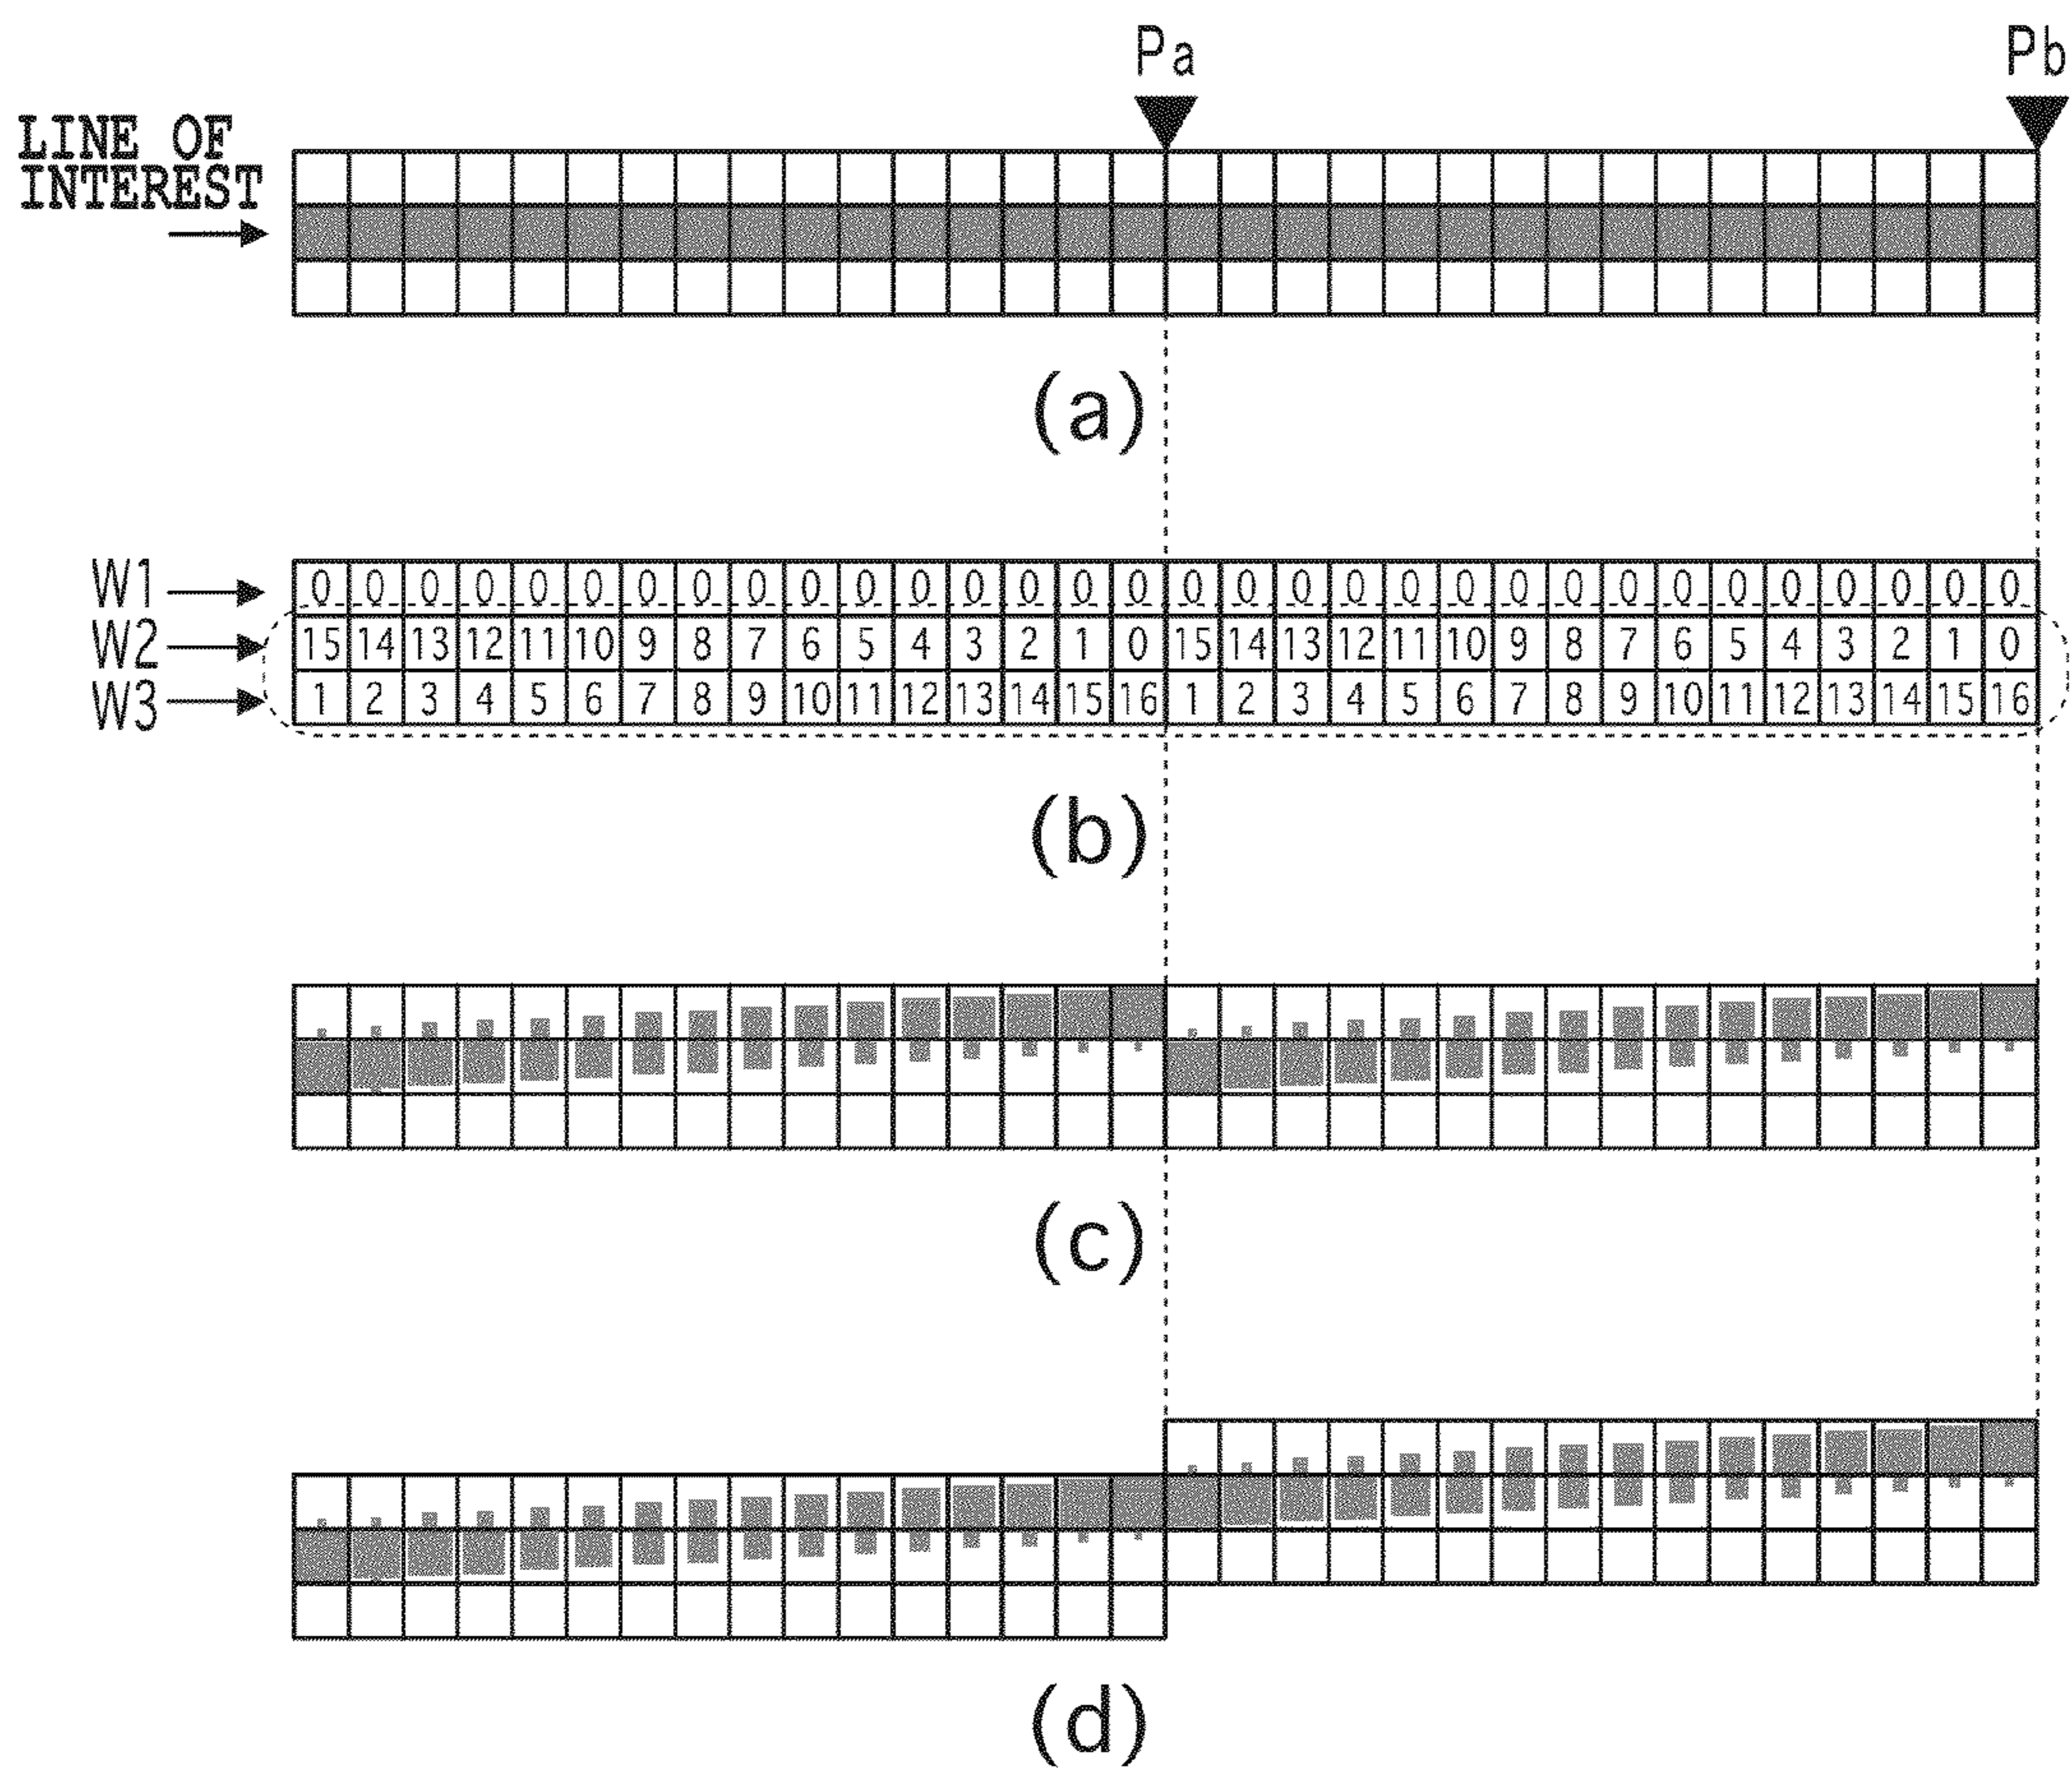 Pa Pb
LINE OF
INTEREST
(a)
W1 0 0 0 0 0 0 0 0 0 0 0 0 0 0 0 0 0 0 0 0 0 0 0 0 0 0 0 0 0 0 0 0
W2 15 14 13 12 11 10 9 8 7 6 5 4 3 2 1 0 15 14 13 12 11 10 9 8 7 6 5 4 3 2 1 0
W3 1 2 3 4 5 6 7 8 9 10 11 12 13 14 15 16 1 2 3 4 5 6 7 8 9 10 11 12 13 14 15 16
(b)
(c)
(d)